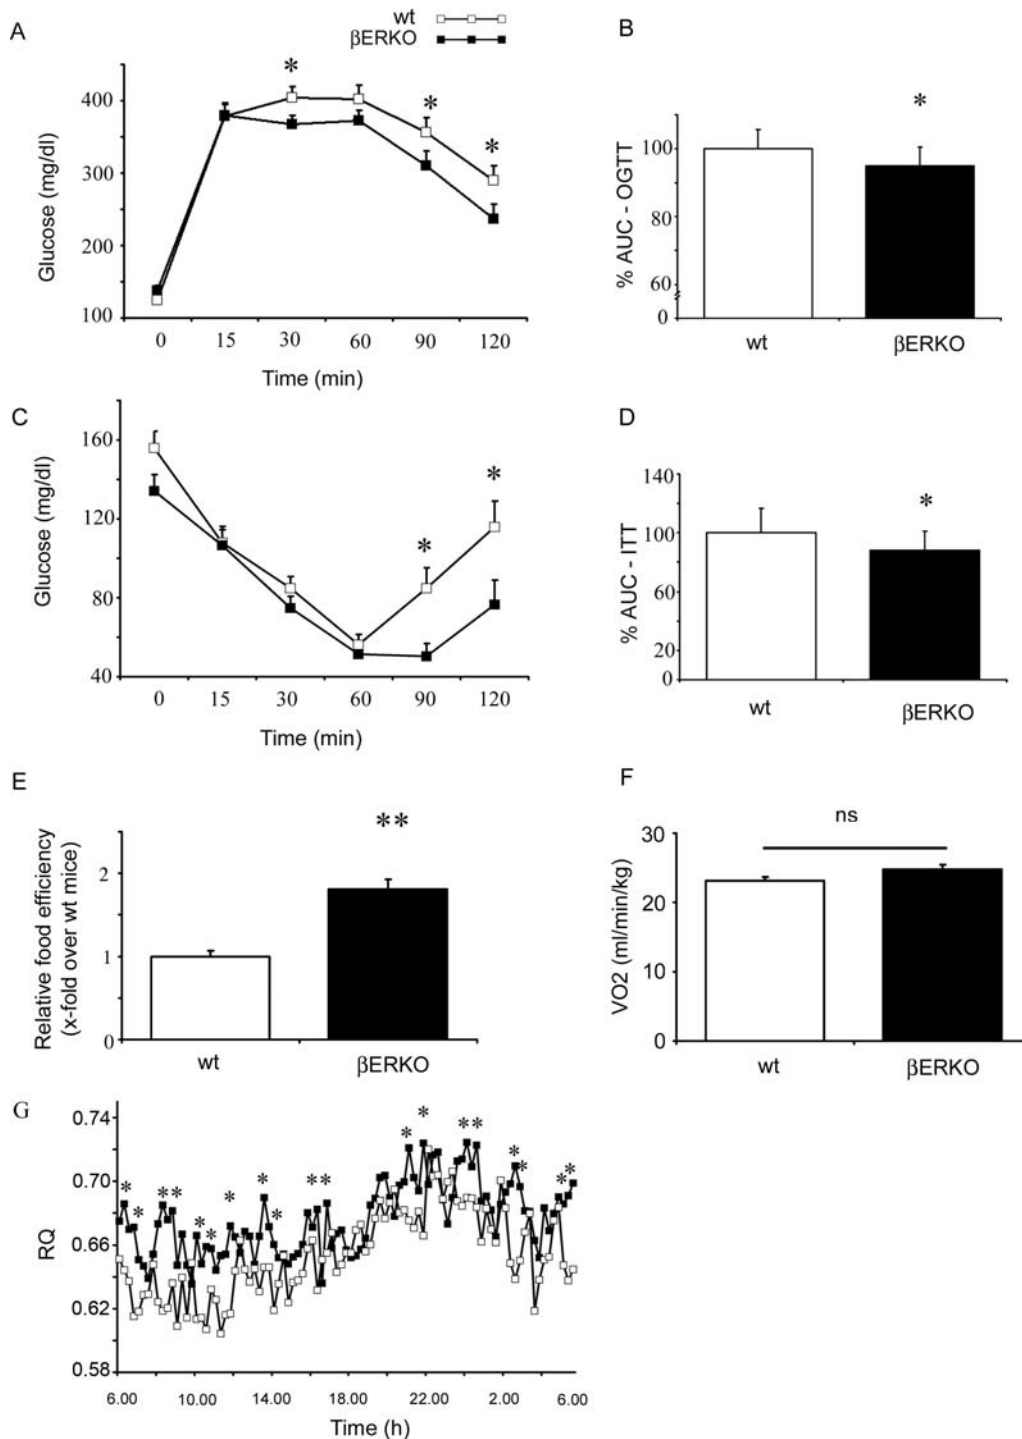 wt
βERKO
A
Glucose (mg/dl)
400
300
200
100
*
*
*
0 15 30 60 90 120
Time (min)
B
% AUC - OGTT
100
80
60
0
*
wt βERKO
C
Glucose (mg/dl)
160
120
80
40
*
*
0 15 30 60 90 120
Time (min)
D
% AUC - ITT
140
100
60
20
0
*
wt βERKO
E
Relative food efficiency
(x-fold over wt mice)
2
1
0
**
wt βERKO
F
VO2 (ml/min/kg)
30
20
10
0
ns
wt βERKO
G
RQ
0.74
0.70
0.66
0.62
0.58
* * ** * * * * * ** * * ** * * **
6.00 10.00 14.00 18.00 22.00 2.00 6.00
Time (h)